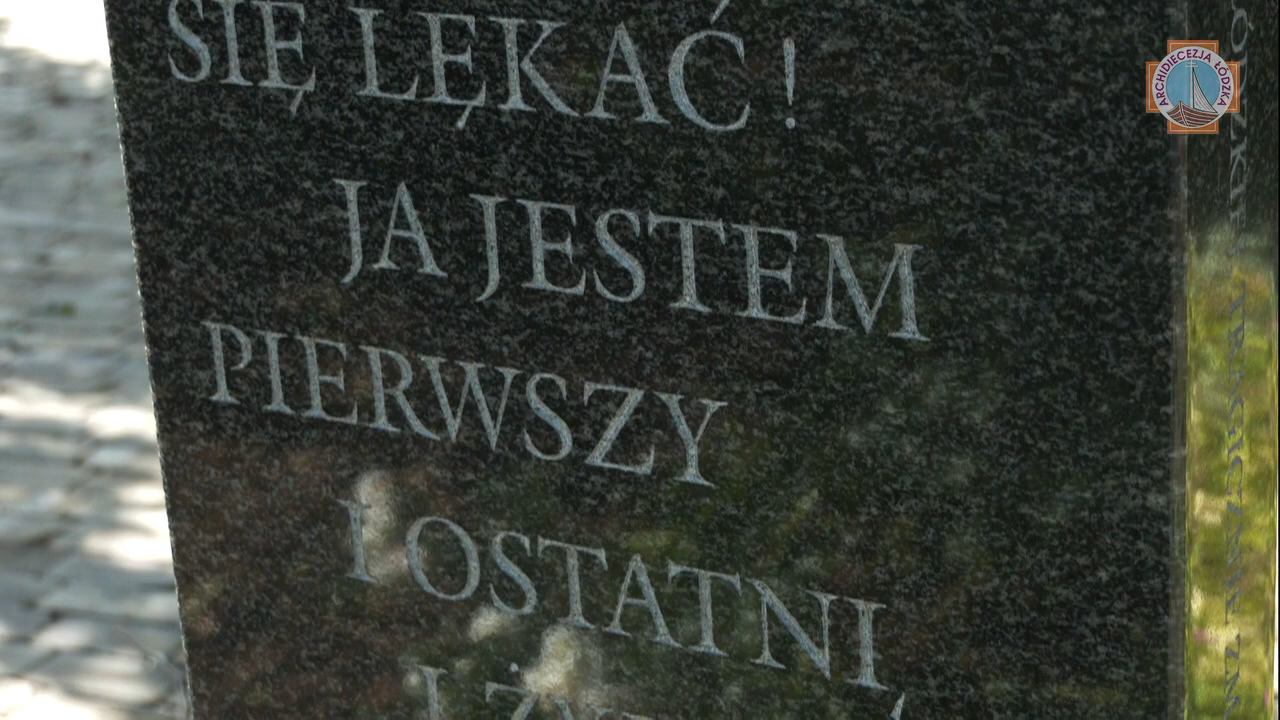 SIĘ LĘKAĆ!
JA JESTEM
PIERWSZY
I OSTATNI
I
ARCHIDIECEZJA ŁÓDZKA